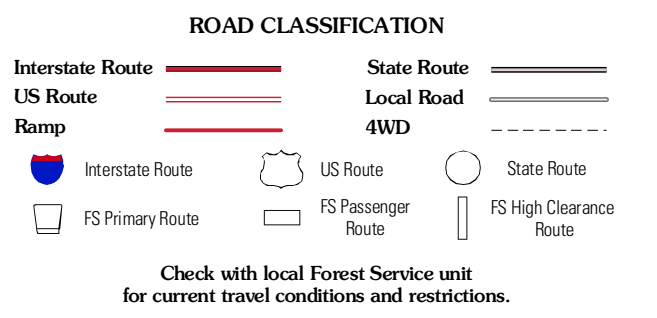 ROAD CLASSIFICATION
Interstate Route
State Route
US Route
Local Road
Ramp
4WD
Interstate Route
US Route
State Route
FS Primary Route
FS Passenger
Route
FS High Clearance
Route
Check with local Forest Service unit
for current travel conditions and restrictions.